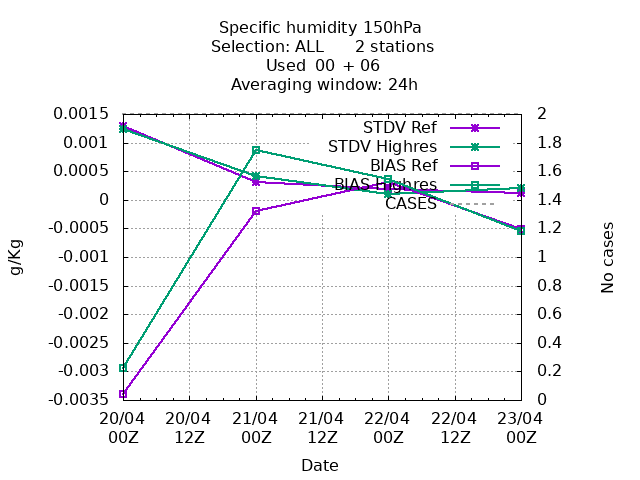 Specific humidity 150hPa
Selection: ALL 2 stations
Used 00 + 06
Averaging window: 24h
0.0015
0.001
0.0005
0
-0.0005
-0.001
-0.0015
-0.002
-0.0025
-0.003
-0.0035
g/Kg
2
1.8
1.6
1.4
1.2
1
0.8
0.6
0.4
0.2
0
No cases
STDV Ref
STDV Highres
BIAS Ref
BIAS Highres
CASES
20/04 20/04 21/04 21/04 22/04 22/04 23/04
00Z 12Z 00Z 12Z 00Z 12Z 00Z
Date